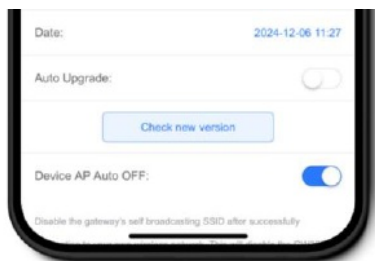 Date: 2024-12-06 11:27
Auto Upgrade:
Check new version
Device AP Auto OFF:
Disable the gateway's self broadcasting SSID after successfully